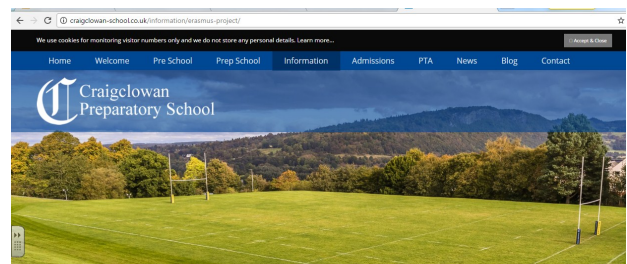 craigclowan-school.co.uk/information/erasmus-project/
We use cookies for monitoring visitor numbers only and we do not store any personal details. Learn more...
Accept & Close
Home Welcome Pre School Prep School Information Admissions PTA News Blog Contact
Craigclowan
Preparatory School